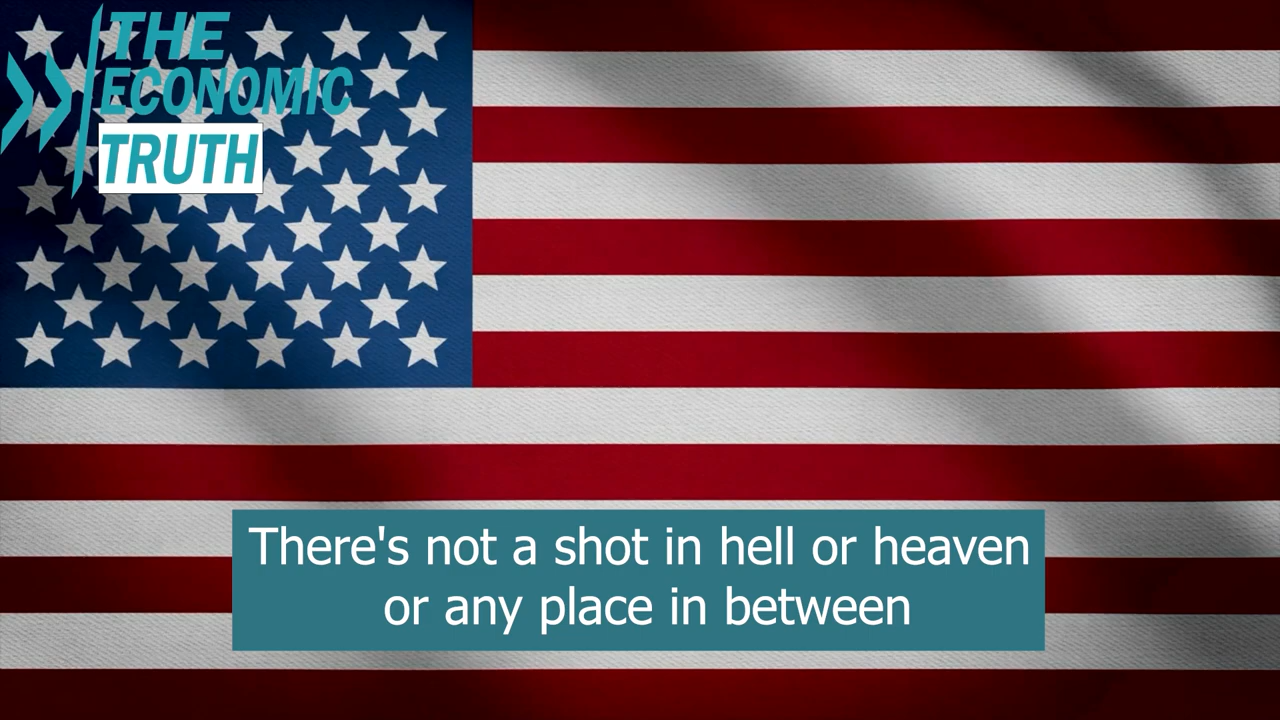 THE
ECONOMIC
TRUTH
There's not a shot in hell or heaven
or any place in between